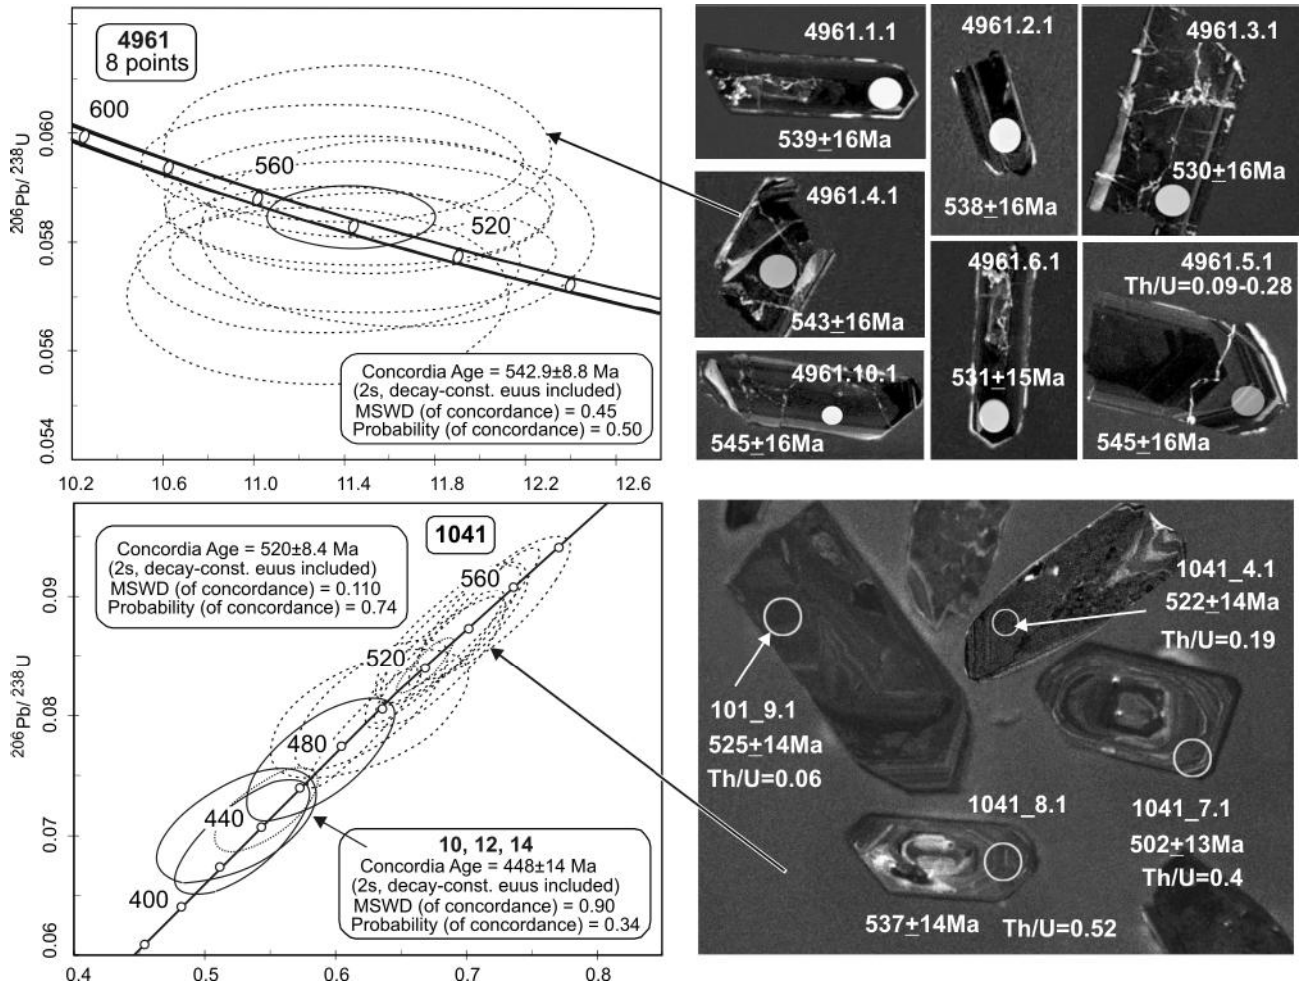 4961
8 points
600
560
520
206Pb/ 238U
0.060
0.058
0.056
0.054
Concordia Age = 542.9±8.8 Ma
(2s, decay-const. euus included)
MSWD (of concordance) = 0.45
Probability (of concordance) = 0.50
10.2
10.6
11.0
11.4
11.8
12.2
12.6
4961.1.1
539±16Ma
4961.2.1
538±16Ma
4961.3.1
530±16Ma
4961.4.1
543±16Ma
4961.6.1
531±15Ma
4961.5.1
Th/U=0.09-0.28
545±16Ma
4961.10.1
545±16Ma
1041
Concordia Age = 520±8.4 Ma
(2s, decay-const. euus included)
MSWD (of concordance) = 0.110
Probability (of concordance) = 0.74
560
520
480
440
400
206Pb/ 238U
0.09
0.08
0.07
0.06
10, 12, 14
Concordia Age = 448±14 Ma
(2s, decay-const. euus included)
MSWD (of concordance) = 0.90
Probability (of concordance) = 0.34
0.4
0.5
0.6
0.7
0.8
1041_4.1
522±14Ma
Th/U=0.19
101_9.1
525±14Ma
Th/U=0.06
1041_8.1
537±14Ma
Th/U=0.52
1041_7.1
502±13Ma
Th/U=0.4